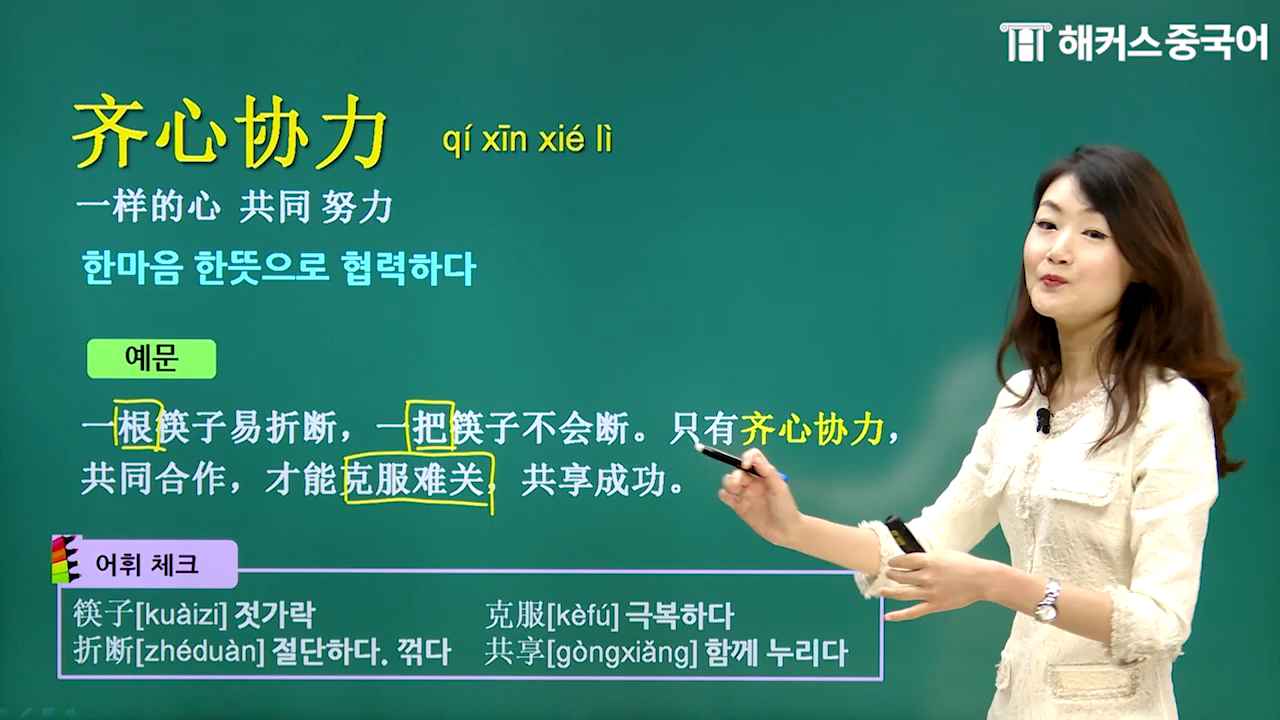 해커스중국어
齐心协力 qí xīn xié lì
一样的心 共同 努力
한마음 한뜻으로 협력하다
예문
一根筷子易折断，一把筷子不会断。只有齐心协力，
共同合作，才能克服难关，共享成功。
어휘 체크
筷子[kuàizi] 젓가락 克服[kèfú] 극복하다
折断[zhéduàn] 절단하다. 꺾다 共享[gòngxiǎng] 함께 누리다